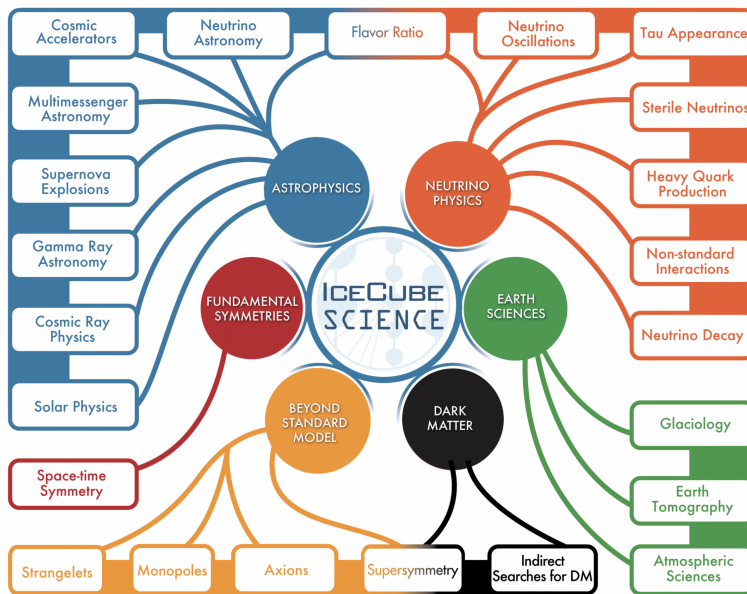 Cosmic
Accelerators
Neutrino
Astronomy
Flavor Ratio
Neutrino
Oscillations
Tau Appearance
Multimessenger
Astronomy
Sterile Neutrinos
Supernova
Explosions
ASTROPHYSICS
NEUTRINO
PHYSICS
Heavy Quark
Production
Gamma Ray
Astronomy
Non-standard
Interactions
FUNDAMENTAL
SYMMETRIES
ICECUBE
SCIENCE
EARTH
SCIENCES
Cosmic Ray
Physics
Neutrino Decay
Solar Physics
BEYOND
STANDARD
MODEL
DARK
MATTER
Glaciology
Space-time
Symmetry
Earth
Tomography
Strangelets
Monopoles
Axions
Supersymmetry
Indirect
Searches for DM
Atmospheric
Sciences